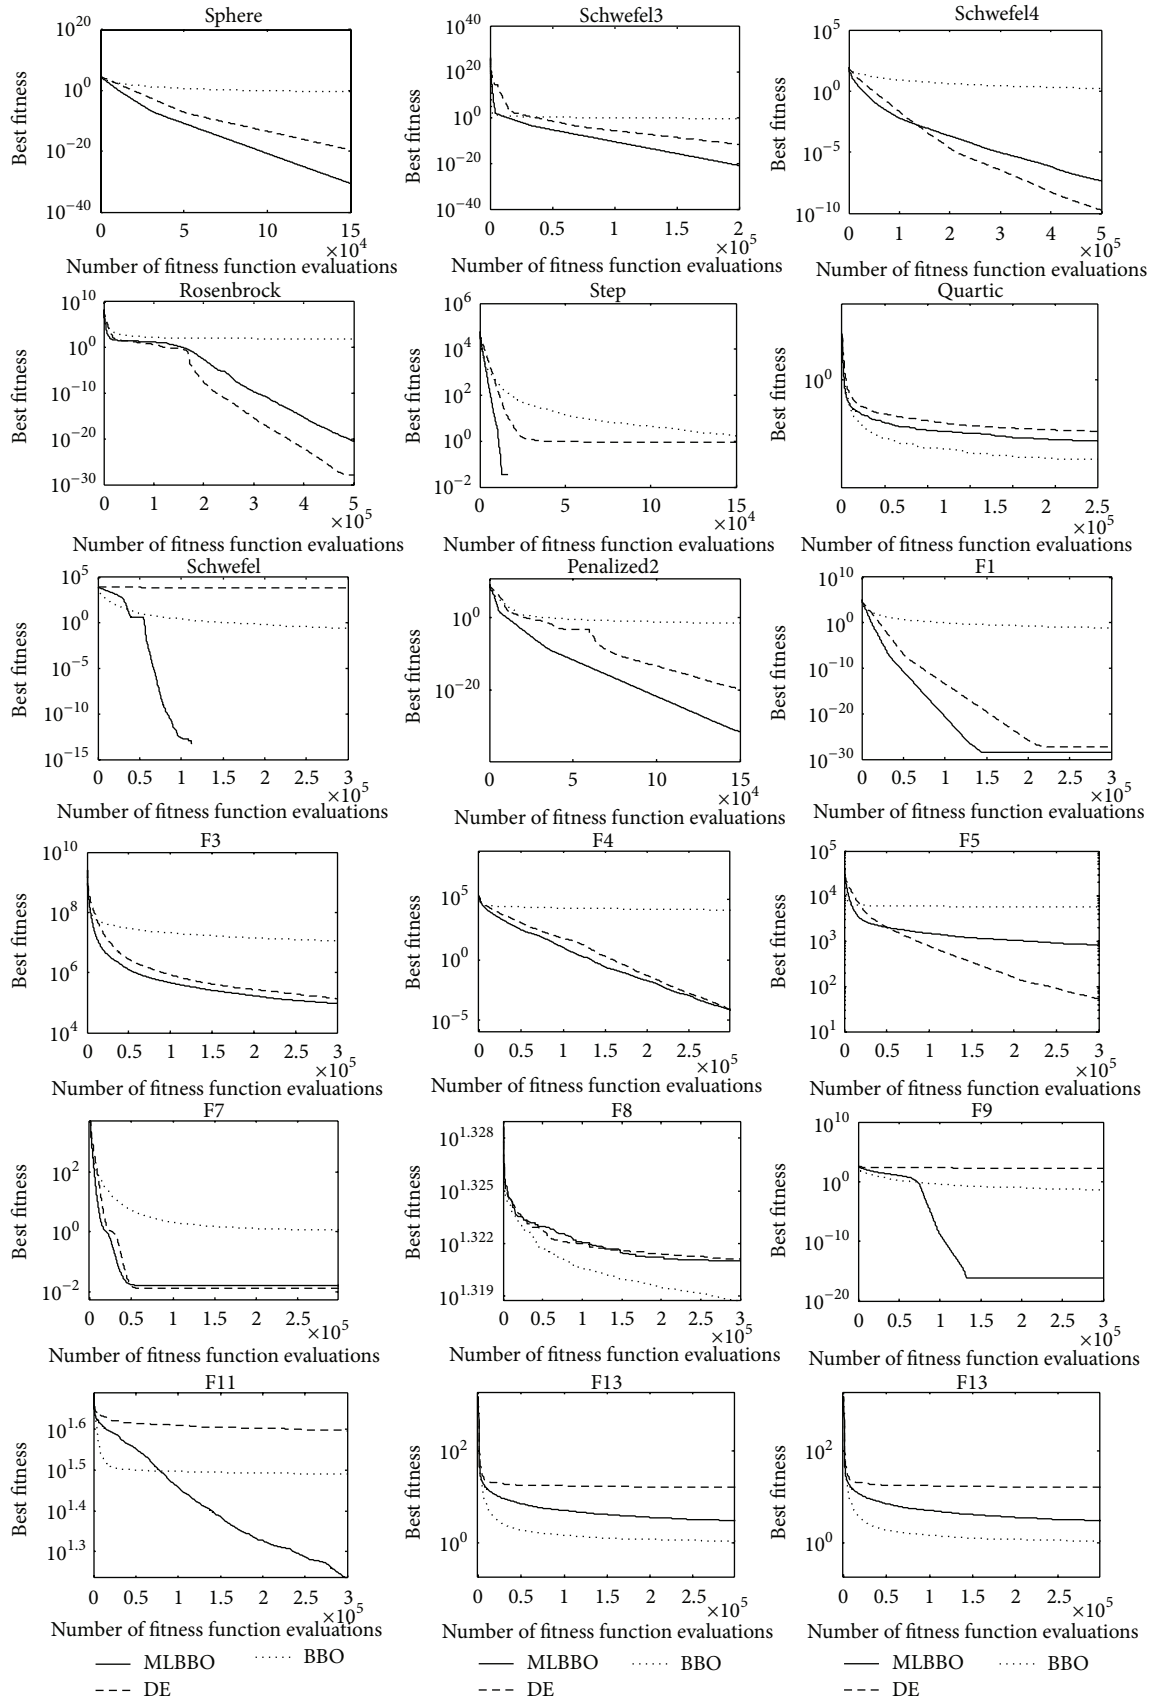 Sphere
Schwefel3
Schwefel4
10^20
10^0
10^−20
10^−40
Best fitness
0 5 10 15
×10^4
Number of fitness function evaluations
10^40
10^20
10^0
10^−20
10^−40
Best fitness
0 0.5 1 1.5 2
×10^5
Number of fitness function evaluations
10^5
10^0
10^−5
10^−10
Best fitness
0 1 2 3 4 5
×10^5
Number of fitness function evaluations
Rosenbrock
Step
Quartic
10^10
10^0
10^−10
10^−20
10^−30
Best fitness
0 1 2 3 4 5
×10^5
Number of fitness function evaluations
10^6
10^4
10^2
10^0
10^−2
Best fitness
0 5 10 15
×10^4
Number of fitness function evaluations
10^0
Best fitness
0 0.5 1 1.5 2 2.5
×10^5
Number of fitness function evaluations
Schwefel
Penalized2
F1
10^5
10^0
10^−5
10^−10
10^−15
Best fitness
0 0.5 1 1.5 2 2.5 3
×10^5
Number of fitness function evaluations
10^0
10^−20
Best fitness
0 5 10 15
×10^4
Number of fitness function evaluations
10^10
10^0
10^−10
10^−20
10^−30
Best fitness
0 0.5 1 1.5 2 2.5 3
×10^5
Number of fitness function evaluations
F3
F4
F5
10^10
10^8
10^6
10^4
Best fitness
0 0.5 1 1.5 2 2.5 3
×10^5
Number of fitness function evaluations
10^5
10^0
10^−5
Best fitness
0 0.5 1 1.5 2 2.5 3
×10^5
Number of fitness function evaluations
10^5
10^4
10^3
10^2
10^1
Best fitness
0 0.5 1 1.5 2 2.5 3
×10^5
Number of fitness function evaluations
F7
F8
F9
10^2
10^0
10^−2
Best fitness
0 0.5 1 1.5 2 2.5 3
×10^5
Number of fitness function evaluations
10^1.328
10^1.325
10^1.322
10^1.319
Best fitness
0 0.5 1 1.5 2 2.5 3
×10^5
Number of fitness function evaluations
10^10
10^0
10^−10
10^−20
Best fitness
0 0.5 1 1.5 2 2.5 3
×10^5
Number of fitness function evaluations
F11
F13
F13
10^1.6
10^1.5
10^1.4
10^1.3
Best fitness
0 0.5 1 1.5 2 2.5 3
×10^5
Number of fitness function evaluations
10^2
10^0
Best fitness
0 0.5 1 1.5 2 2.5 3
×10^5
Number of fitness function evaluations
10^2
10^0
Best fitness
0 0.5 1 1.5 2 2.5 3
×10^5
Number of fitness function evaluations
MLBBO BBO
DE
MLBBO BBO
DE
MLBBO BBO
DE